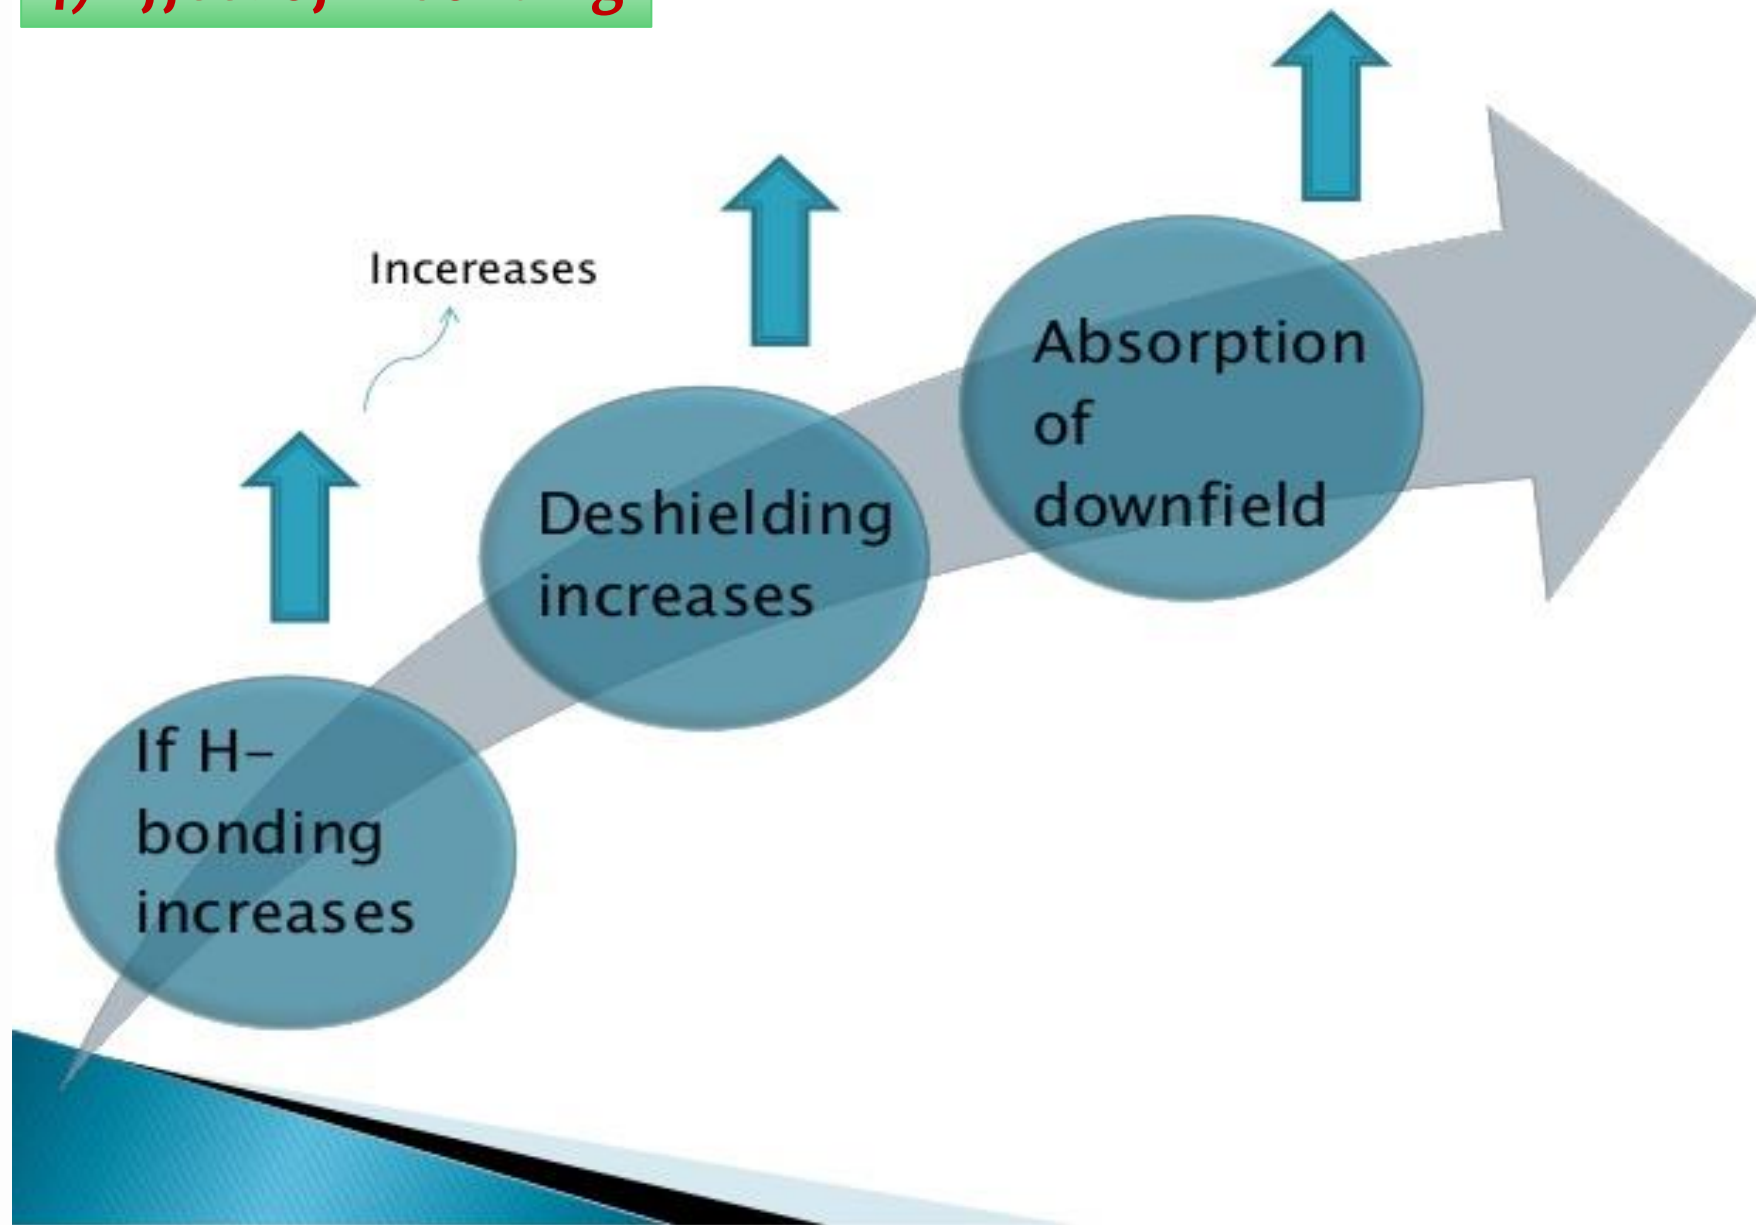 Incereases
Absorption
of
downfield
Deshielding
increases
If H-
bonding
increases